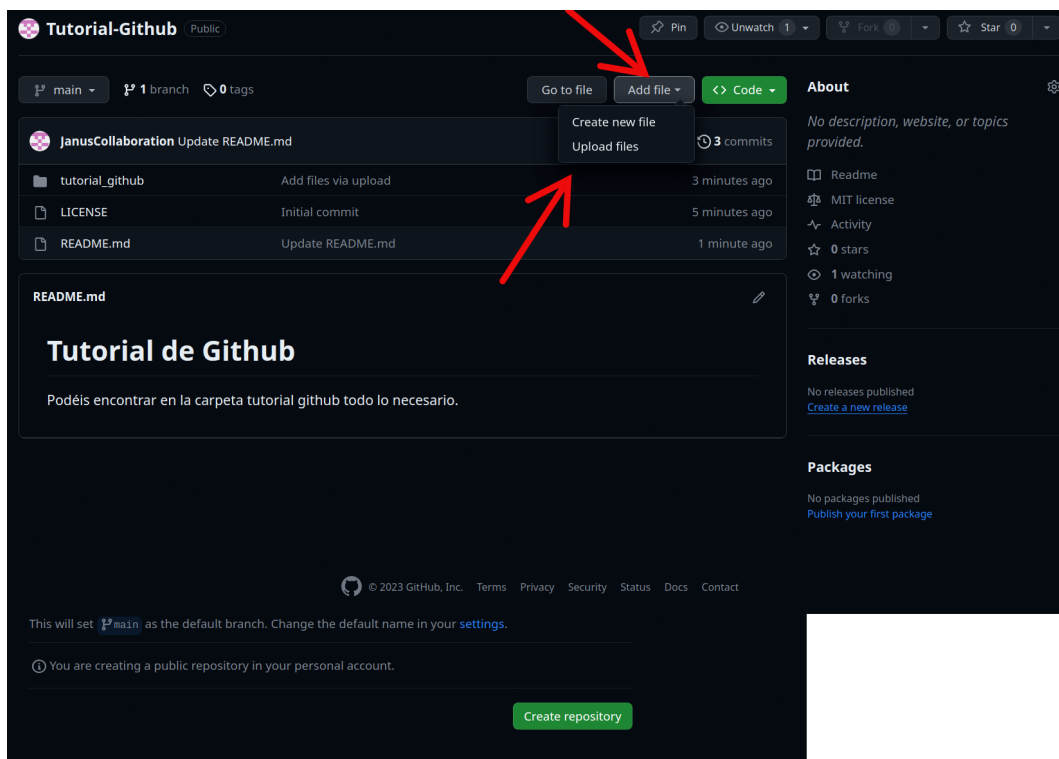 Tutorial-Github Public
Pin Unwatch 1 Fork 0 Star 0
main 1 branch 0 tags Go to file Add file <> Code
Create new file
Upload files
JanusCollaboration Update README.md 3 commits
tutorial_github Add files via upload 3 minutes ago
LICENSE Initial commit 5 minutes ago
README.md Update README.md 1 minute ago
README.md
Tutorial de Github
Podéis encontrar en la carpeta tutorial github todo lo necesario.
About
No description, website, or topics
provided.
Readme
MIT license
Activity
0 stars
1 watching
0 forks
Releases
No releases published
Create a new release
Packages
No packages published
Publish your first package
© 2023 GitHub, Inc. Terms Privacy Security Status Docs Contact
This will set main as the default branch. Change the default name in your settings.
You are creating a public repository in your personal account.
Create repository